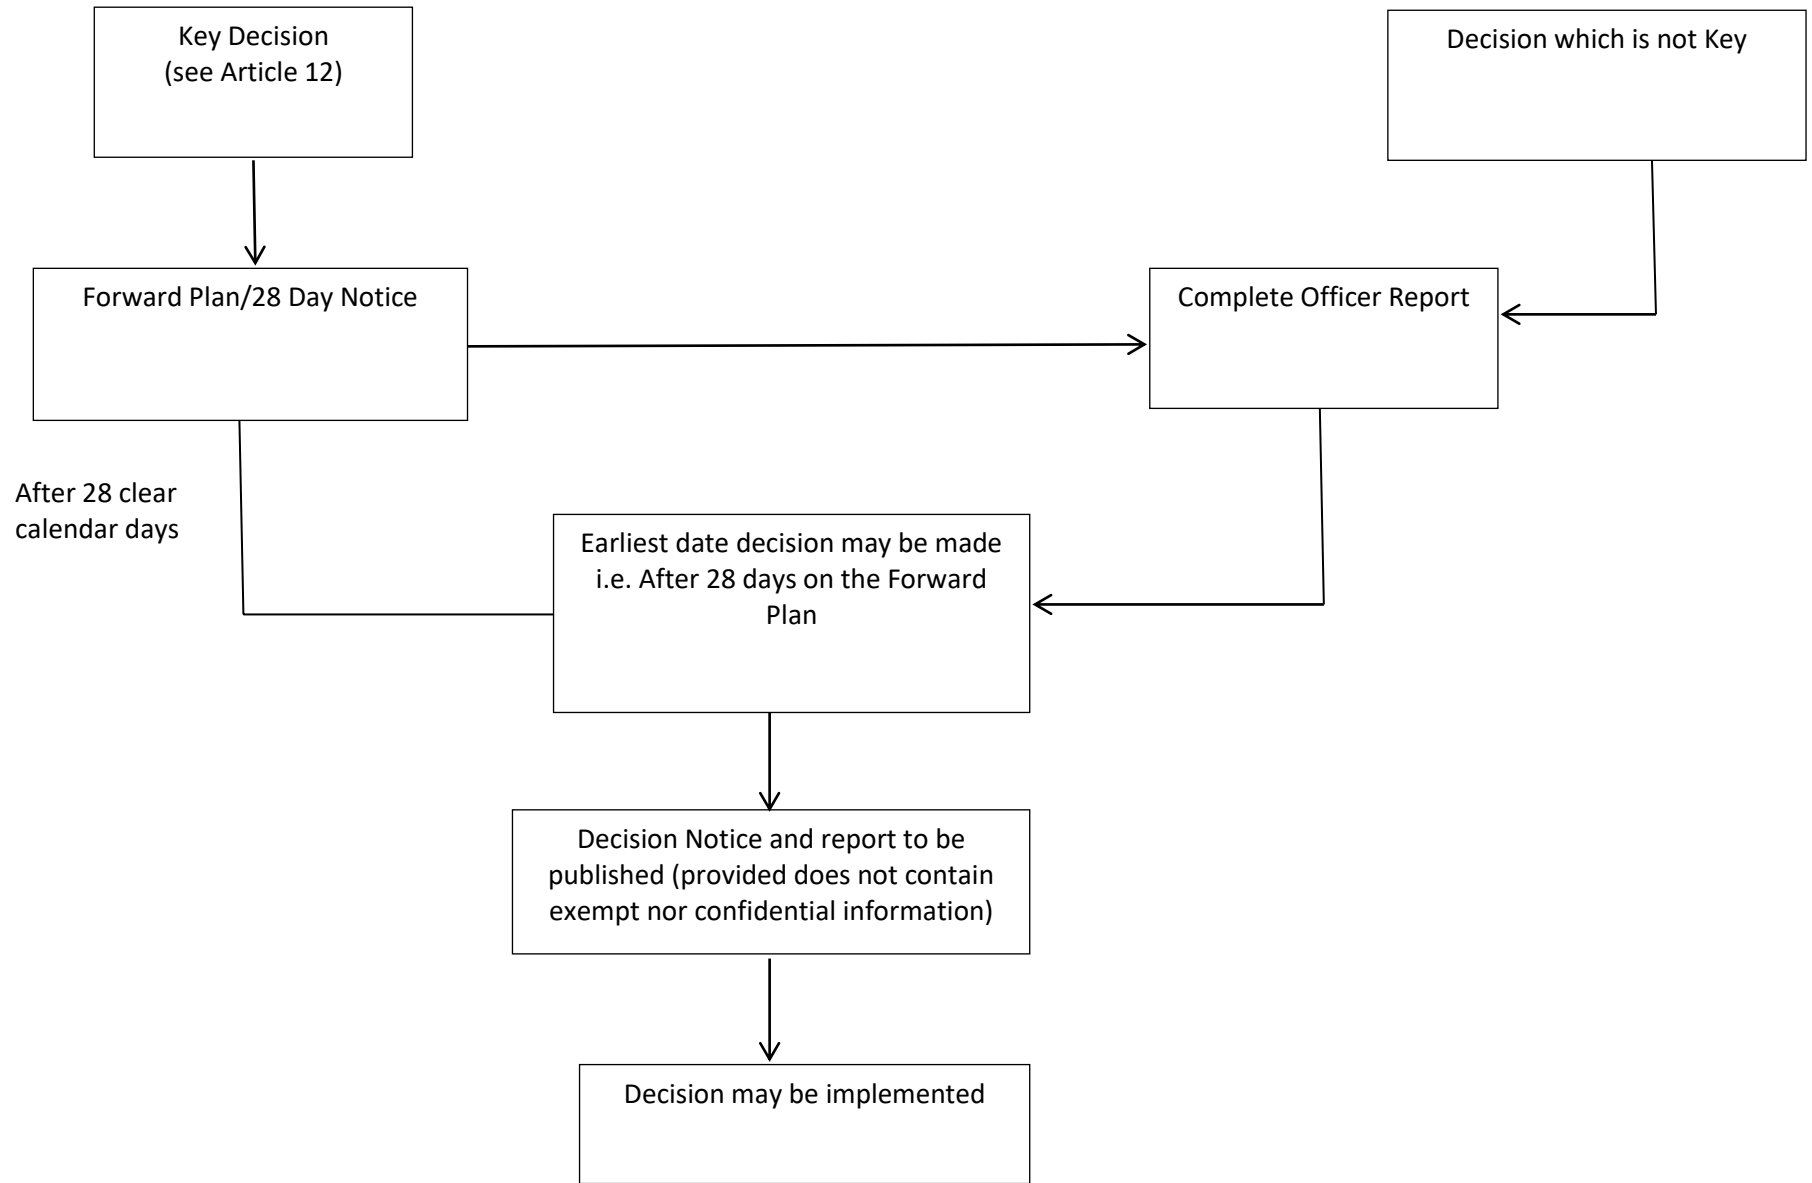 Key Decision
(see Article 12)
Decision which is not Key
Forward Plan/28 Day Notice
Complete Officer Report
After 28 clear
calendar days
Earliest date decision may be made
i.e. After 28 days on the Forward
Plan
Decision Notice and report to be
published (provided does not contain
exempt nor confidential information)
Decision may be implemented